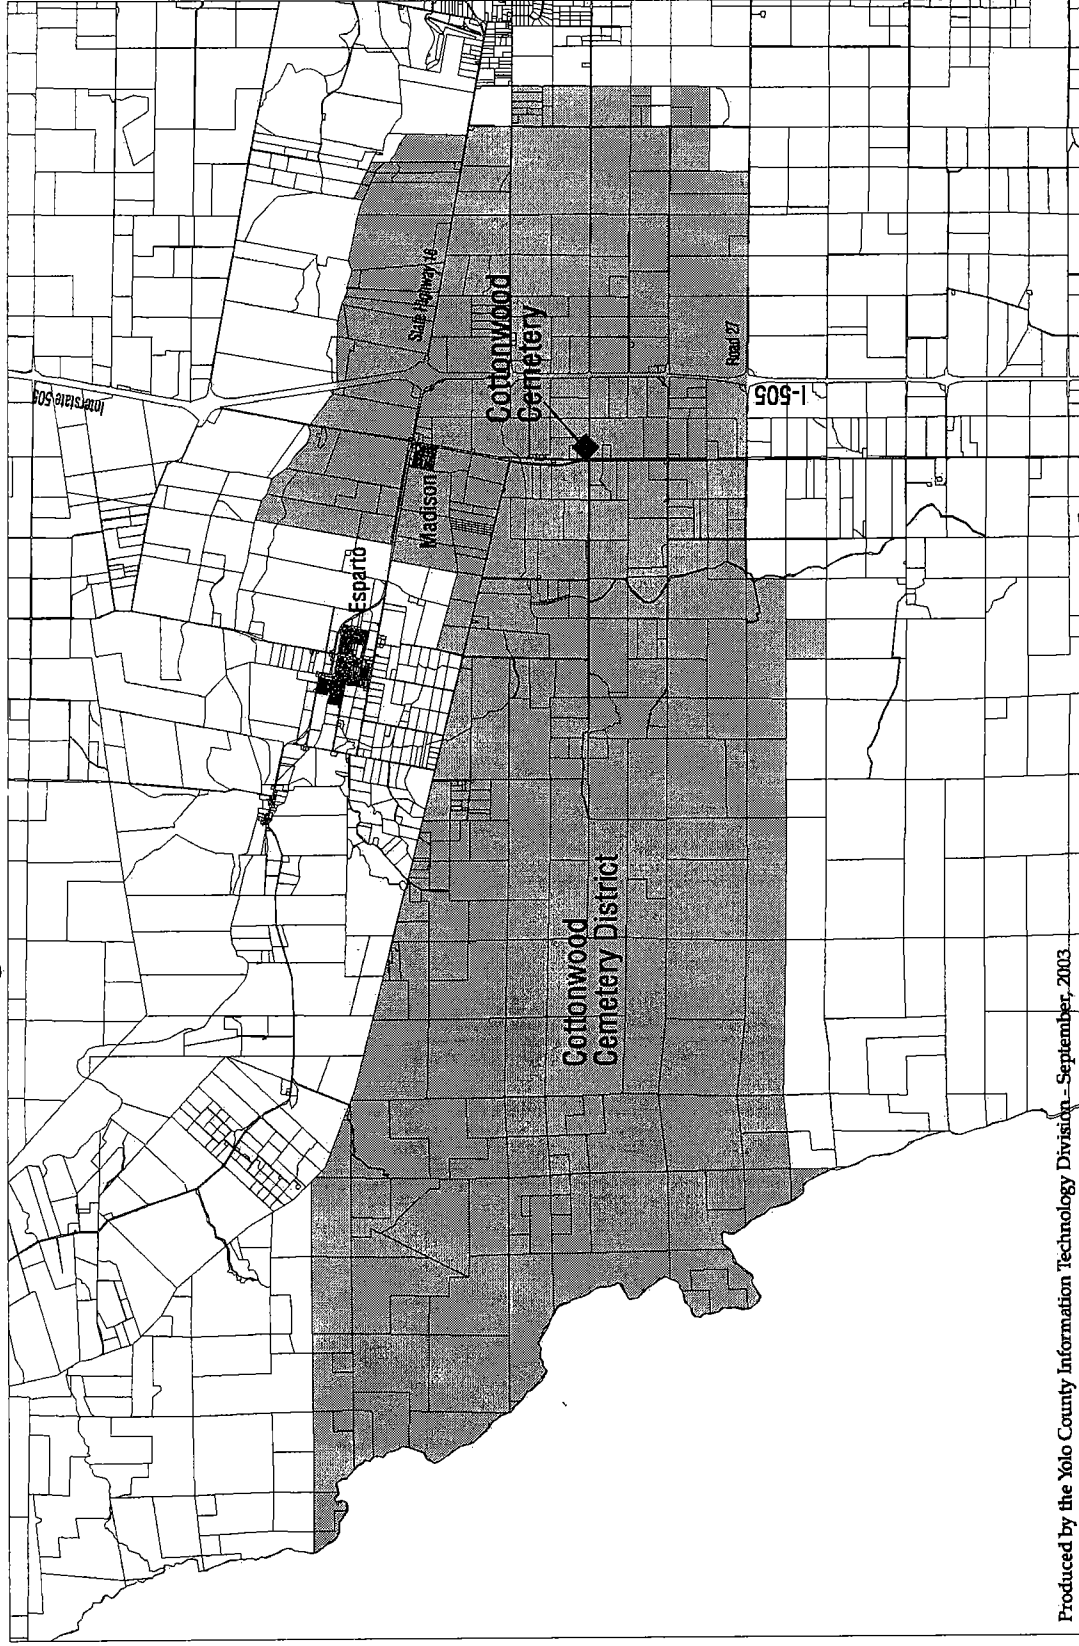 Interstate 505
State Highway 16
Cottonwood
Cemetery
Road 27
I-505
Madison
Esparto
Cottonwood
Cemetery District
Produced by the Yolo County Information Technology Division - September, 2003